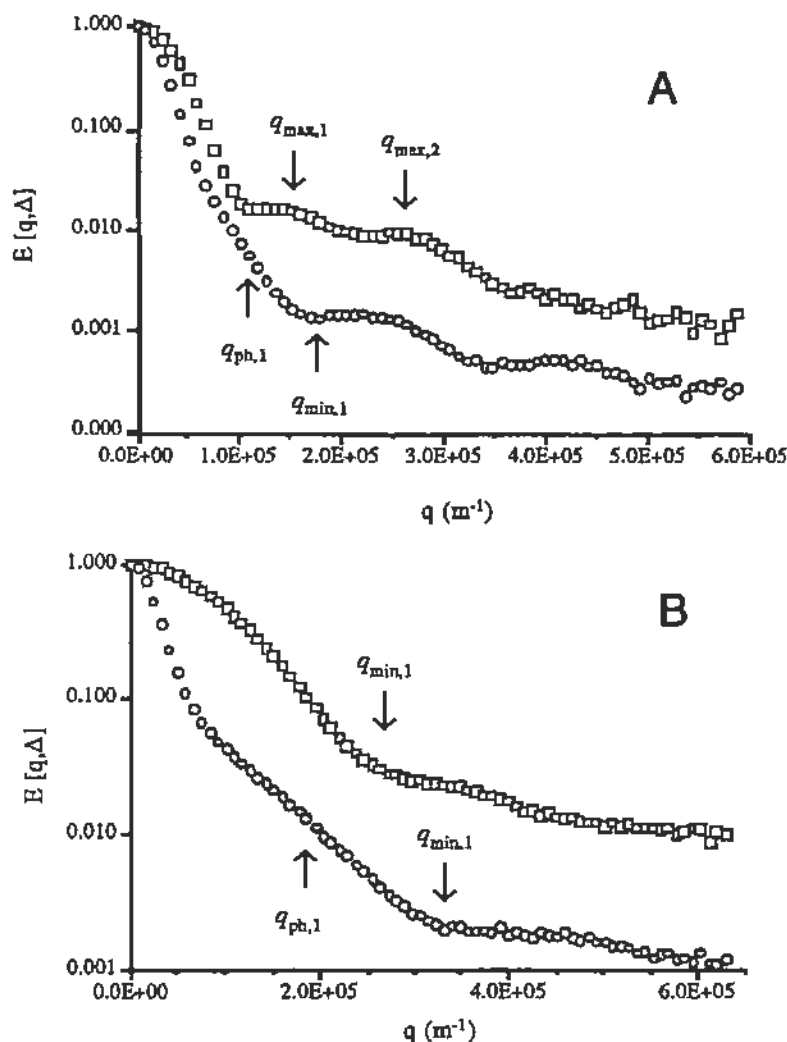 A
1.000
0.100
0.010
0.001
0.000
E [q,Δ]
q_max,1
q_max,2
q_ph,1
q_min,1
0.0E+00 1.0E+05 2.0E+05 3.0E+05 4.0E+05 5.0E+05 6.0E+05
q (m⁻¹)
B
1.000
0.100
0.010
0.001
E [q,Δ]
q_min,1
q_min,1
q_ph,1
0.0E+00 2.0E+05 4.0E+05 6.0E+05
q (m⁻¹)